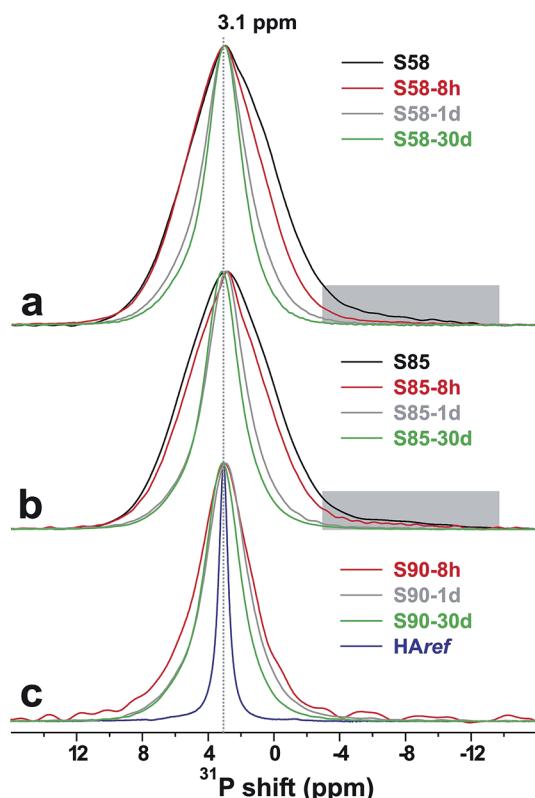 3.1 ppm
S58
S58-8h
S58-1d
S58-30d
a
S85
S85-8h
S85-1d
S85-30d
b
S90-8h
S90-1d
S90-30d
HAref
c
12 8 4 0 -4 -8 -12
³¹P shift (ppm)